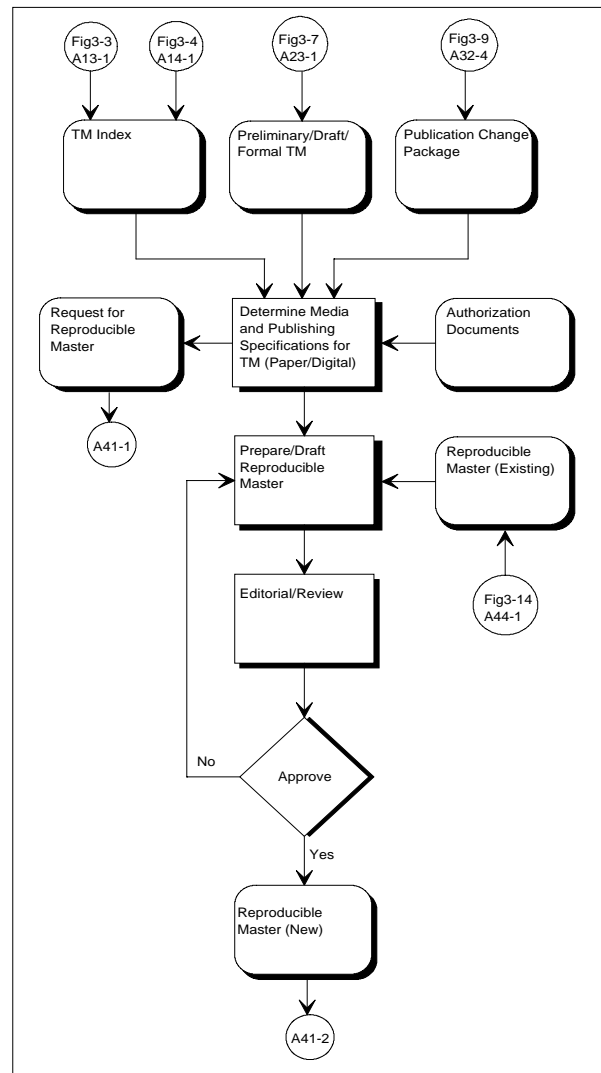 Fig3-3
A13-1
Fig3-4
A14-1
Fig3-7
A23-1
Fig3-9
A32-4
TM Index
Preliminary/Draft/
Formal TM
Publication Change
Package
Request for
Reproducible
Master
Determine Media
and Publishing
Specifications for
TM (Paper/Digital)
Authorization
Documents
A41-1
Prepare/Draft
Reproducible
Master
Reproducible
Master (Existing)
Editorial/Review
Fig3-14
A44-1
No
Approve
Yes
Reproducible
Master (New)
A41-2